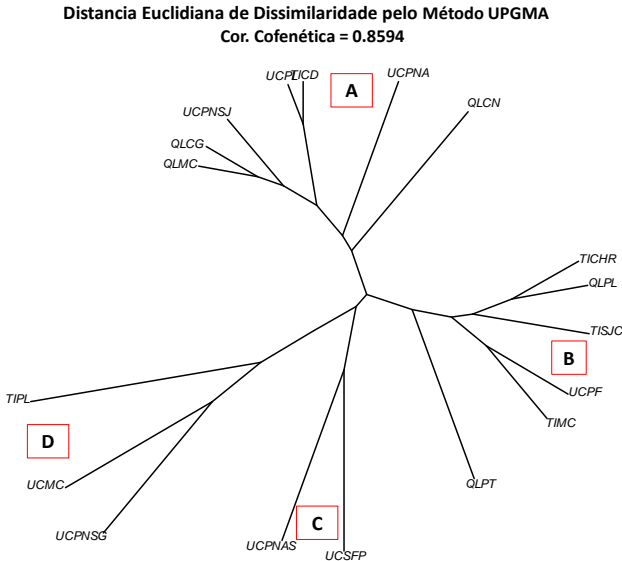 Distancia Euclidiana de Dissimilaridade pelo Método UPGMA
Cor. Cofenética = 0.8594
UCPL
TICD
A
UCPNA
QLCN
UCPNSJ
QLCG
QLMC
TICHR
QLPL
TISJC
B
UCPF
TIMC
TIPL
D
UCMC
QLPT
UCPNSG
C
UCPNAS
UCSFP